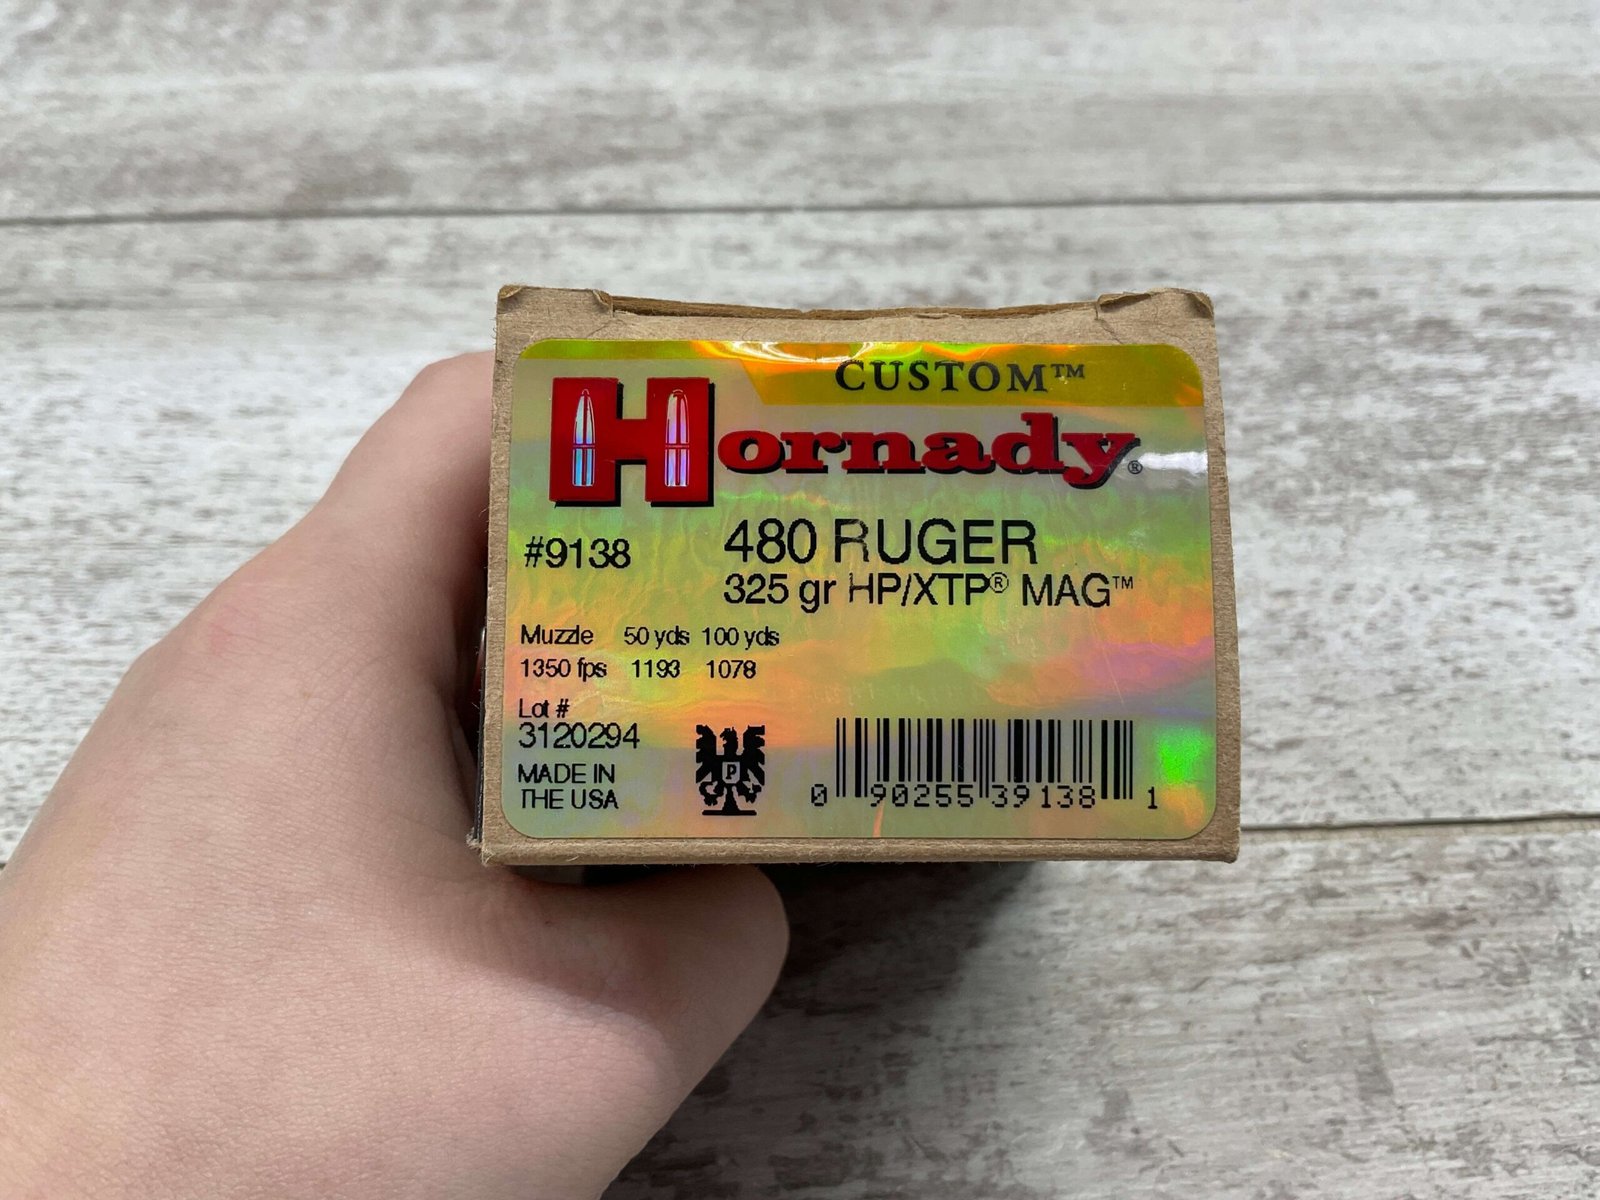 CUSTOM™
Hornady®
#9138
480 RUGER
325 gr HP/XTP® MAG™
Muzzle 50 yds 100 yds
1350 fps 1193 1078
Lot #
3120294
MADE IN
THE USA
P
0 90255 39138 1